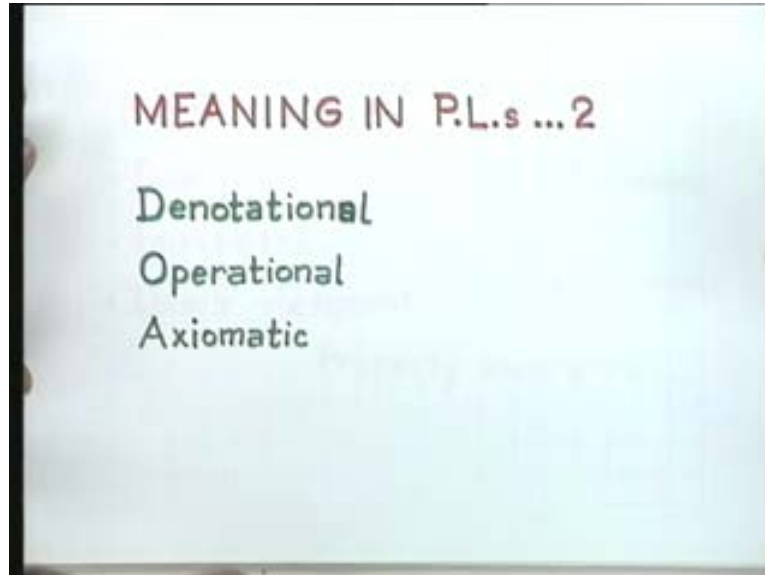 MEANING IN P.L.s ... 2
Denotational
Operational
Axiomatic